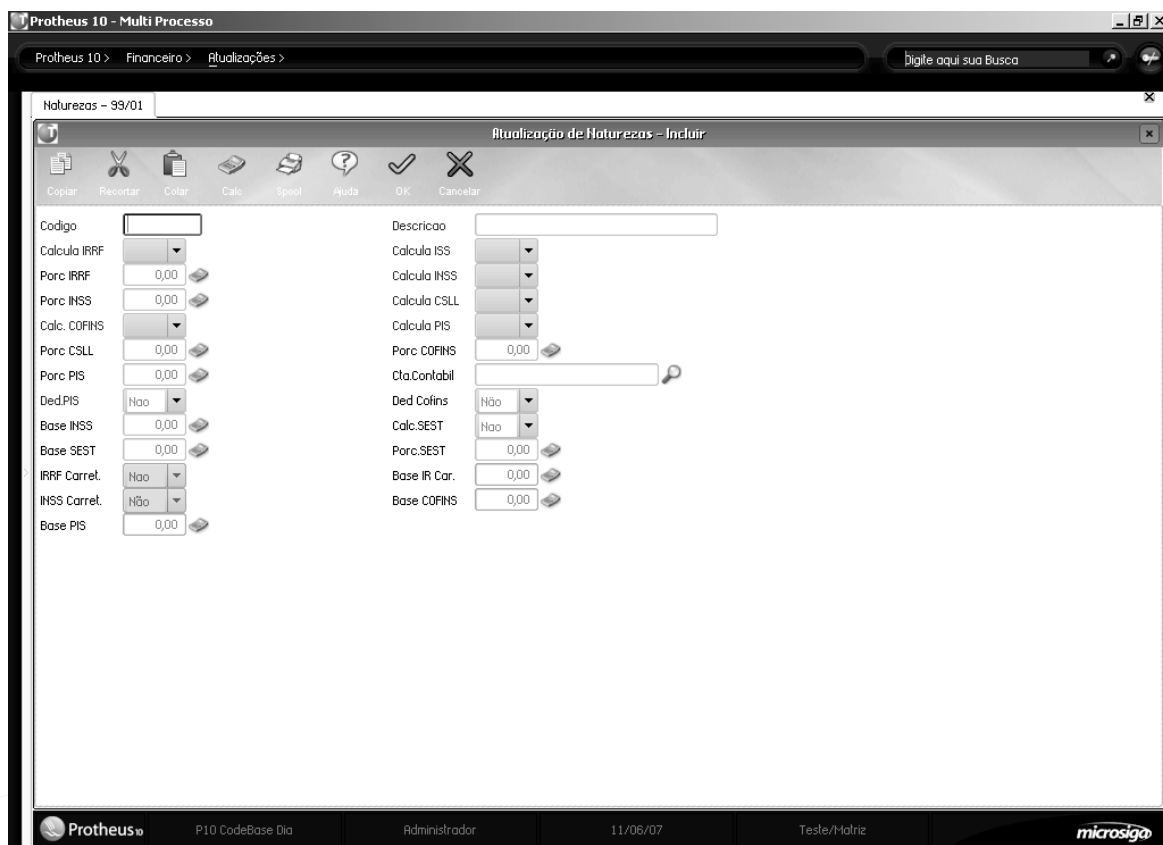 Protheus 10 - Multi Processo
Protheus 10 > Financeiro > Atualizações >
Digite aqui sua Busca
Naturezas - 99/01
Atualização de Naturezas - Incluir
Copiar Recortar Colar Calc Spool Ajuda OK Cancelar
Codigo Descricao
Calcula IRRF Calcula ISS
Porc IRRF 0,00 Calcula INSS
Porc INSS 0,00 Calcula CSLL
Calc. COFINS Calcula PIS
Porc CSLL 0,00 Porc COFINS 0,00
Porc PIS 0,00 Cta.Contabil
Ded.PIS Nao Ded Cofins Não
Base INSS 0,00 Calc.SEST Nao
Base SEST 0,00 Porc.SEST 0,00
IRRF Carret. Nao Base IR Car. 0,00
INSS Carret. Não Base COFINS 0,00
Base PIS 0,00
Protheus 10 P10 CodeBase Dia Administrador 11/06/07 Teste/Matriz microsiga